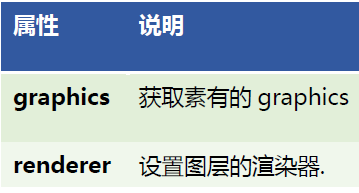 属性 说明
graphics 获取素有的 graphics
renderer 设置图层的渲染器.